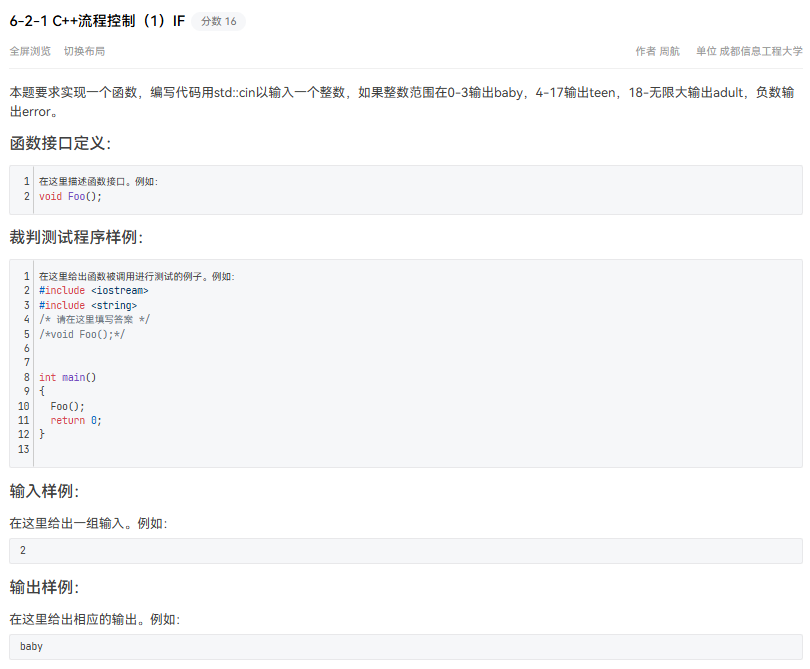 6-2-1 C++流程控制（1）IF 分数 16
全屏浏览 切换布局 作者 周航 单位 成都信息工程大学
本题要求实现一个函数，编写代码用std::cin以输入一个整数，如果整数范围在0-3输出baby，4-17输出teen，18-无限大输出adult，负数输
出error。
函数接口定义：
1 在这里描述函数接口。例如：
2 void Foo();
裁判测试程序样例：
1 在这里给出函数被调用进行测试的例子。例如：
2 #include <iostream>
3 #include <string>
4 /* 请在这里填写答案 */
5 /*void Foo();*/
6
7
8 int main()
9 {
10 Foo();
11 return 0;
12 }
13
输入样例：
在这里给出一组输入。例如：
2
输出样例：
在这里给出相应的输出。例如：
baby